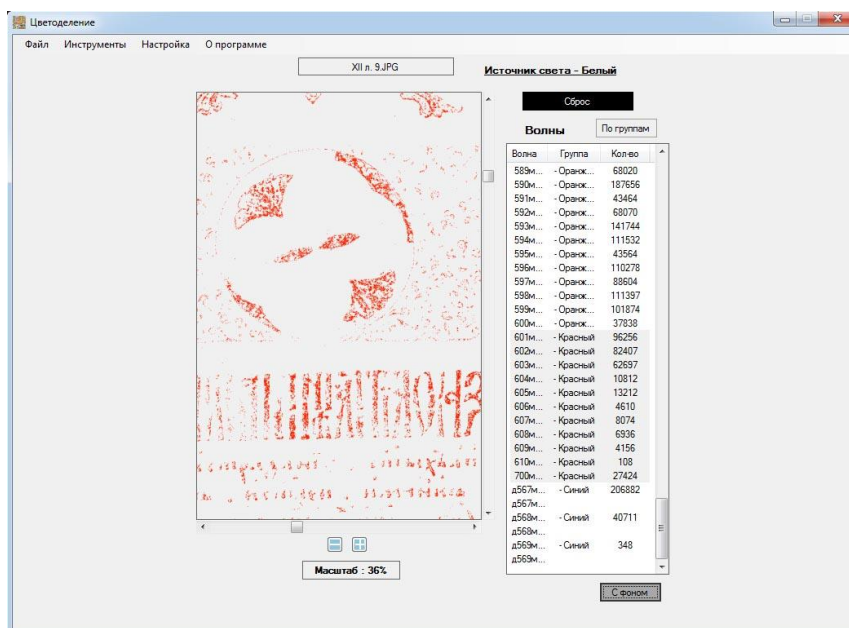 Цветоделение
Файл Инструменты Настройка О программе
XII л. 9.JPG
Источник света - Белый
Сброс
Волны
По группам
Волна Группа Кол-во
589м... - Оранж... 68020
590м... - Оранж... 187656
591м... - Оранж... 43464
592м... - Оранж... 68070
593м... - Оранж... 141744
594м... - Оранж... 111532
595м... - Оранж... 43564
596м... - Оранж... 110278
597м... - Оранж... 88604
598м... - Оранж... 111397
599м... - Оранж... 101874
600м... - Оранж... 37838
601м... - Красный 96256
602м... - Красный 82407
603м... - Красный 62697
604м... - Красный 10812
605м... - Красный 13212
606м... - Красный 4610
607м... - Красный 8074
608м... - Красный 6936
609м... - Красный 4156
610м... - Красный 108
700м... - Красный 27424
д567м... - Синий 206882
д567м...
д568м... - Синий 40711
д568м...
д569м... - Синий 348
д569м...
Масштаб : 36%
С фоном